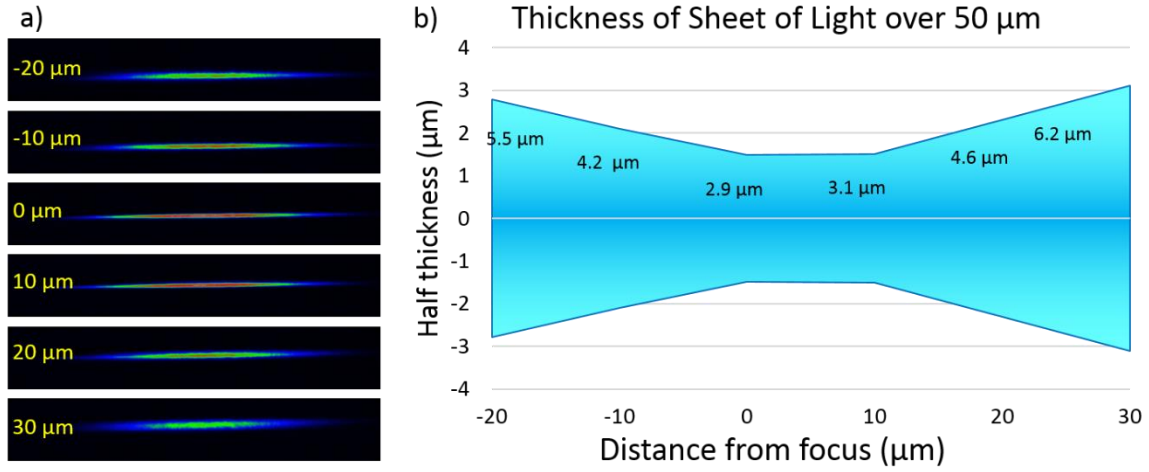 a)
-20 µm
-10 µm
0 µm
10 µm
20 µm
30 µm
b)
Thickness of Sheet of Light over 50 µm
Half thickness (µm)
4
3
2
1
0
-1
-2
-3
-4
5.5 µm
4.2 µm
2.9 µm
3.1 µm
4.6 µm
6.2 µm
-20 -10 0 10 20 30
Distance from focus (µm)